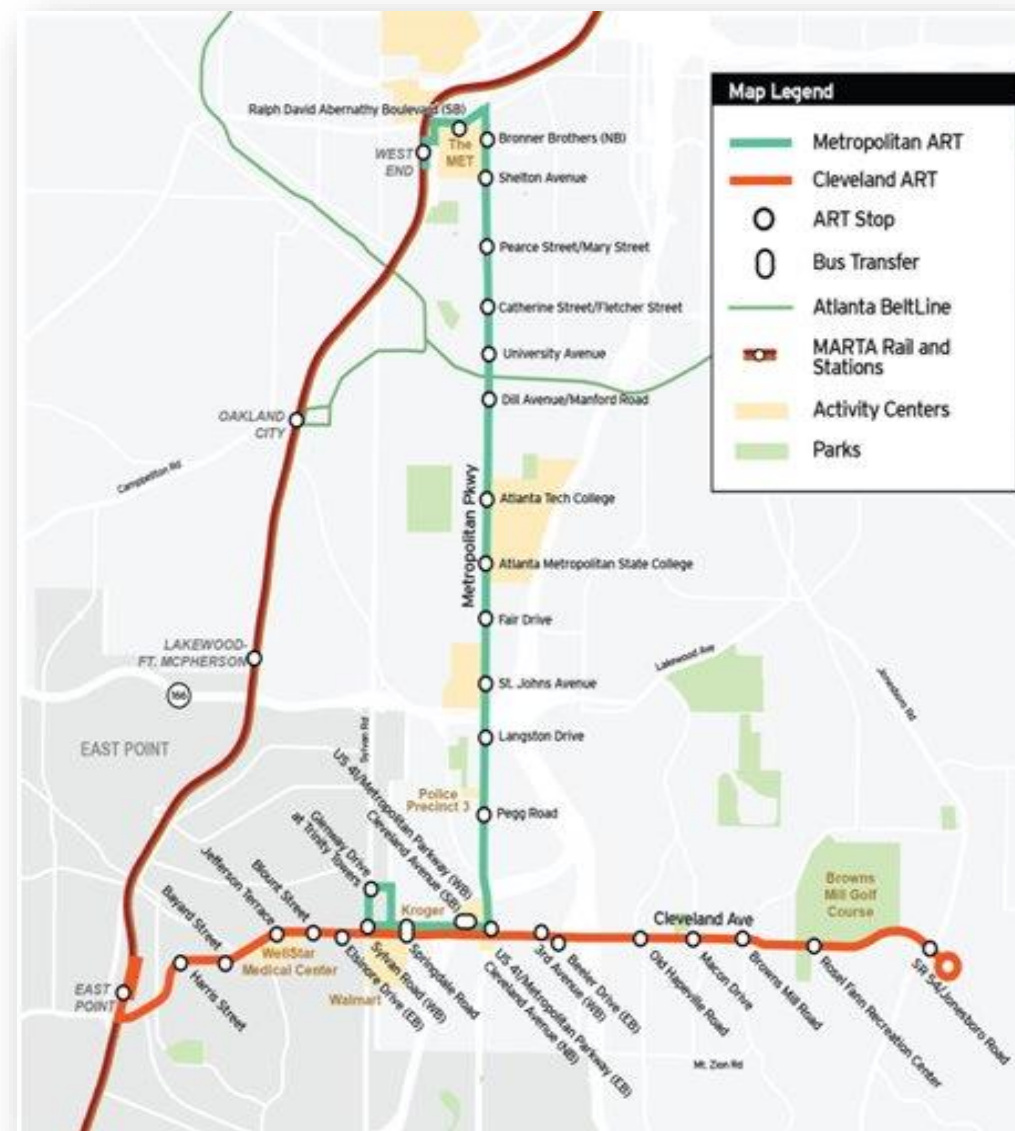 Map Legend
Metropolitan ART
Cleveland ART
ART Stop
Bus Transfer
Atlanta BeltLine
MARTA Rail and
Stations
Activity Centers
Parks
Ralph David Abernathy Boulevard (SB)
WEST
END
The
MET
Bronner Brothers (NB)
Shelton Avenue
Pearce Street/Mary Street
Catherine Street/Fletcher Street
University Avenue
Dill Avenue/Manford Road
OAKLAND
CITY
Campbellton Rd
Metropolitan Pkwy
Atlanta Tech College
Atlanta Metropolitan State College
Fair Drive
LAKEWOOD-
FT. MCPHERSON
166
Lakewood Ave
Jonesboro Rd
St. Johns Avenue
EAST POINT
Sylvan Rd
Langston Drive
Police
Precinct 3
Pegg Road
US 41/Metropolitan Parkway (WB)
Cleveland Avenue (SB)
Glenway Drive
at Trinity Towers
Kroger
Blount Street
Jefferson Terrace
Bayard Street
Browns
Mill Golf
Course
Cleveland Ave
WellStar
Medical Center
Walmart
EAST
POINT
Harris Street
Elsinore Drive (EB)
Sylvan Road (WB)
Springdale Road
US 41/Metropolitan Parkway (EB)
Cleveland Avenue (NB)
3rd Avenue (WB)
Beeler Drive (EB)
Old Hapeville Road
Macon Drive
Browns Mill Road
Rosel Fann Recreation Center
SR 54/Jonesboro Road
Mt. Zion Rd